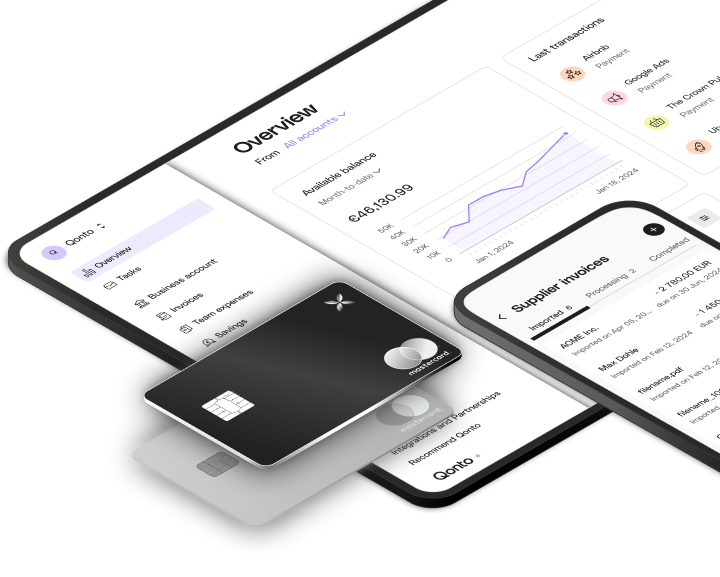 Qonto
Overview
Tasks
Business account
Invoices
Team expenses
Savings
Integrations and Partnerships
Recommend Qonto
Qonto
Overview
From All accounts
Available balance
Month-to-date
€46,130.99
50K
40K
30K
20K
10K
0
Jan 1, 2024
Jan 18, 2024
Last transactions
Airbnb
Payment
Google Ads
Payment
The Crown Pu
Payment
Supplier invoices
Imported 6
Processing 2
Completed
ACME Inc.
Imported on Apr 05, 20...
- 2 780,00 EUR
due on 30 Jun, 202
Max Dohle
Imported on Feb 12, 2024
- 1 450
due o
filename.pdf
Imported on Feb 12, 2024
filename_10
Imported on Feb
mastercard.
mastercard.